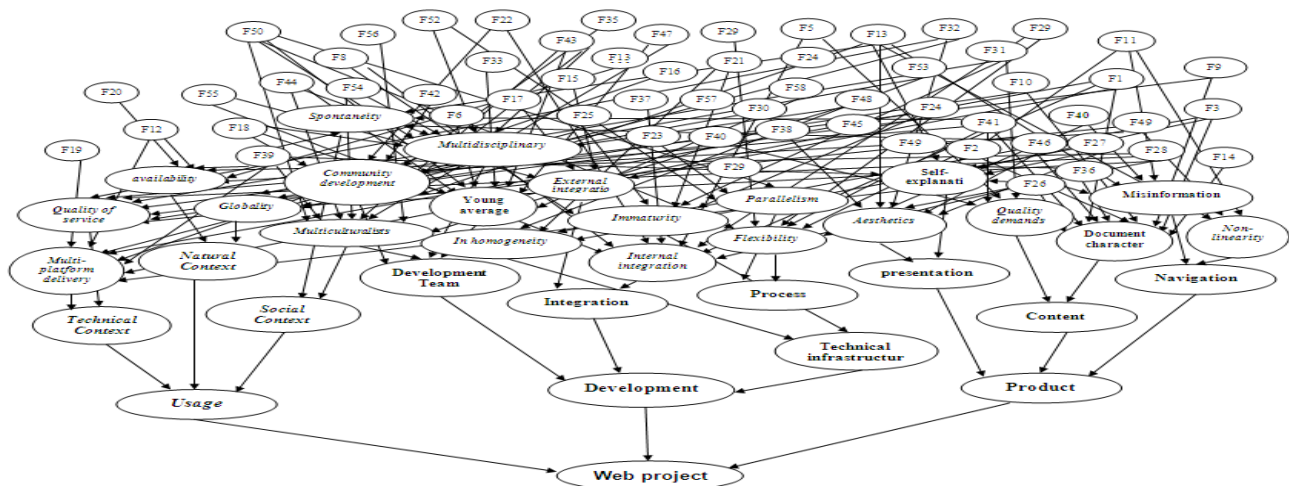 F52
F22
F35
F50
F56
F43
F47
F29
F5
F13
F32
F29
F11
F8
F33
F13
F21
F24
F31
F53
F9
F44
F54
F15
F16
F58
F10
F1
F20
F55
F42
F17
F37
F57
F30
F48
F24
F3
Spontaneity
F6
F25
F41
F40
F49
F12
F18
F23
F40
F38
F45
F19
F39
Multidisciplinary
F49
F2
F46
F27
F28
F14
availability
Community
development
External
integratio
F29
Self-
explanati
F26
F36
Misinformation
Quality of
service
Globality
Young
average
Immaturity
Parallelism
Aesthetics
Quality
demands
Document
character
Non-
linearity
Multiculturalists
In homogeneity
Flexibility
Multi-
platform
delivery
Natural
Context
Development
Team
Internal
integration
presentation
Navigation
Technical
Context
Social
Context
Integration
Process
Content
Technical
infrastructur
Usage
Development
Product
Web project